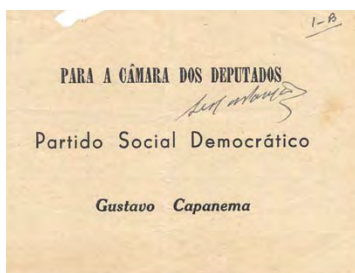 1-B
PARA A CÂMARA DOS DEPUTADOS
Partido Social Democrático
Gustavo Capanema